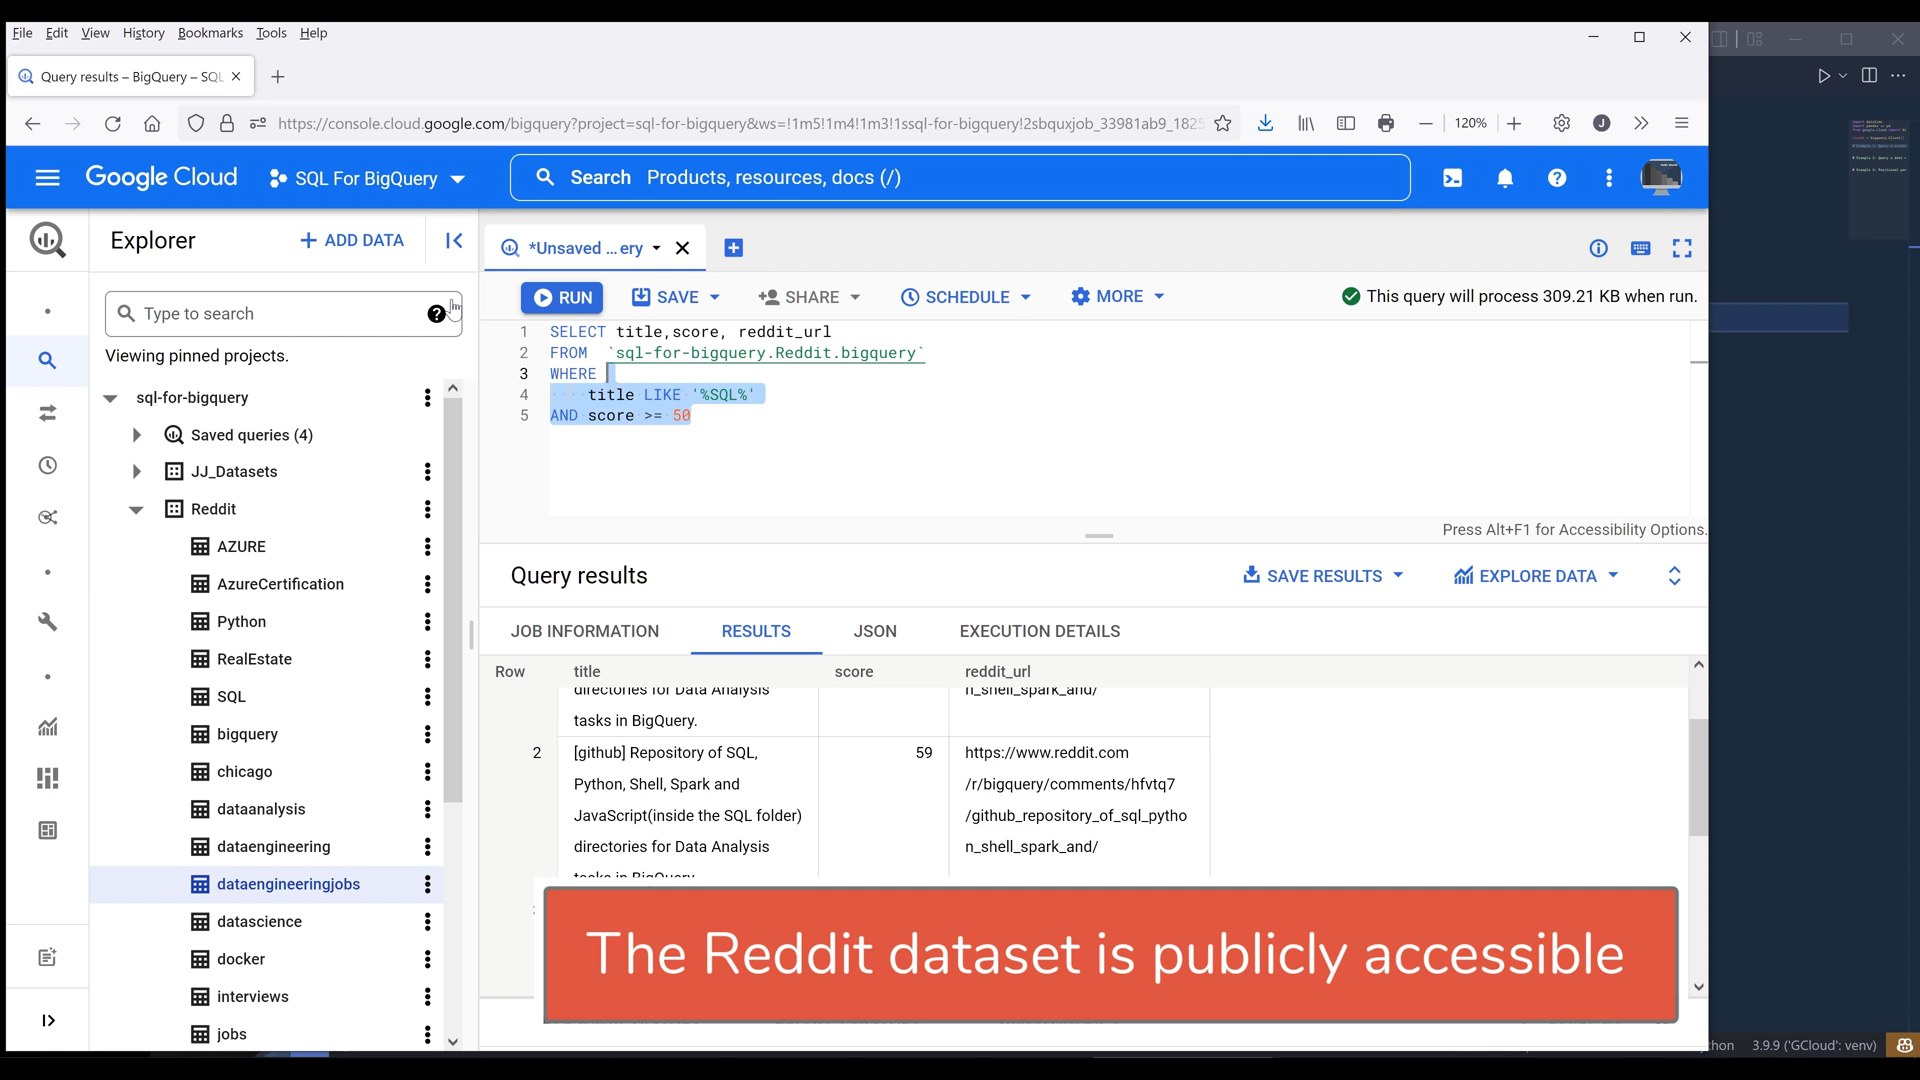 File Edit View History Bookmarks Tools Help
Query results – BigQuery – SQL
https://console.cloud.google.com/bigquery?project=sql-for-bigquery&ws=!1m5!1m4!1m3!1ssql-for-bigquery!2sbquxjob_33981ab9_1825
120%
J
Google Cloud
SQL For BigQuery
Search Products, resources, docs (/)
Explorer
+ ADD DATA
*Unsaved ...ery
Type to search
RUN
SAVE
SHARE
SCHEDULE
MORE
This query will process 309.21 KB when run.
Viewing pinned projects.
1 SELECT title,score, reddit_url
2 FROM `sql-for-bigquery.Reddit.bigquery`
3 WHERE
4 title LIKE '%SQL%'
5 AND score >= 50
Press Alt+F1 for Accessibility Options.
sql-for-bigquery
Saved queries (4)
JJ_Datasets
Reddit
AZURE
AzureCertification
Python
RealEstate
SQL
bigquery
chicago
dataanalysis
dataengineering
dataengineeringjobs
datascience
docker
interviews
jobs
Query results
SAVE RESULTS
EXPLORE DATA
JOB INFORMATION
RESULTS
JSON
EXECUTION DETAILS
Row title score reddit_url
directories for Data Analysis
tasks in BigQuery.
n_shell_spark_and/
2
[github] Repository of SQL,
Python, Shell, Spark and
JavaScript(inside the SQL folder)
directories for Data Analysis
tasks in BigQuery
59
https://www.reddit.com
/r/bigquery/comments/hfvtq7
/github_repository_of_sql_pytho
n_shell_spark_and/
The Reddit dataset is publicly accessible
3.9.9 ('GCloud': venv)